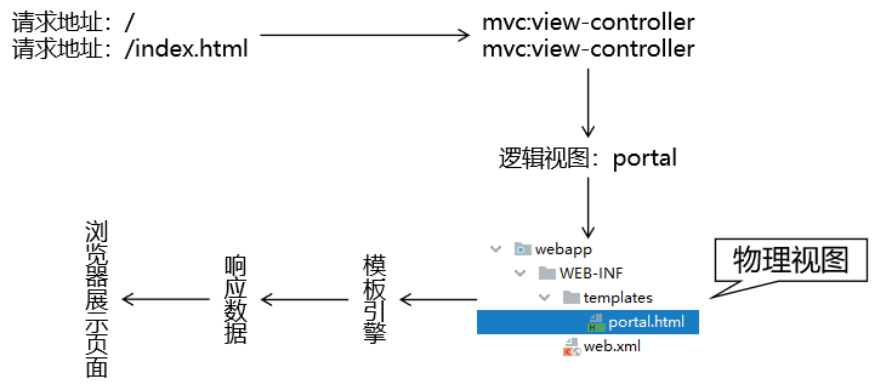 请求地址：/
请求地址：/index.html
mvc:view-controller
mvc:view-controller
逻辑视图：portal
webapp
WEB-INF
templates
portal.html
web.xml
物理视图
模板引擎
响应数据
浏览器展示页面